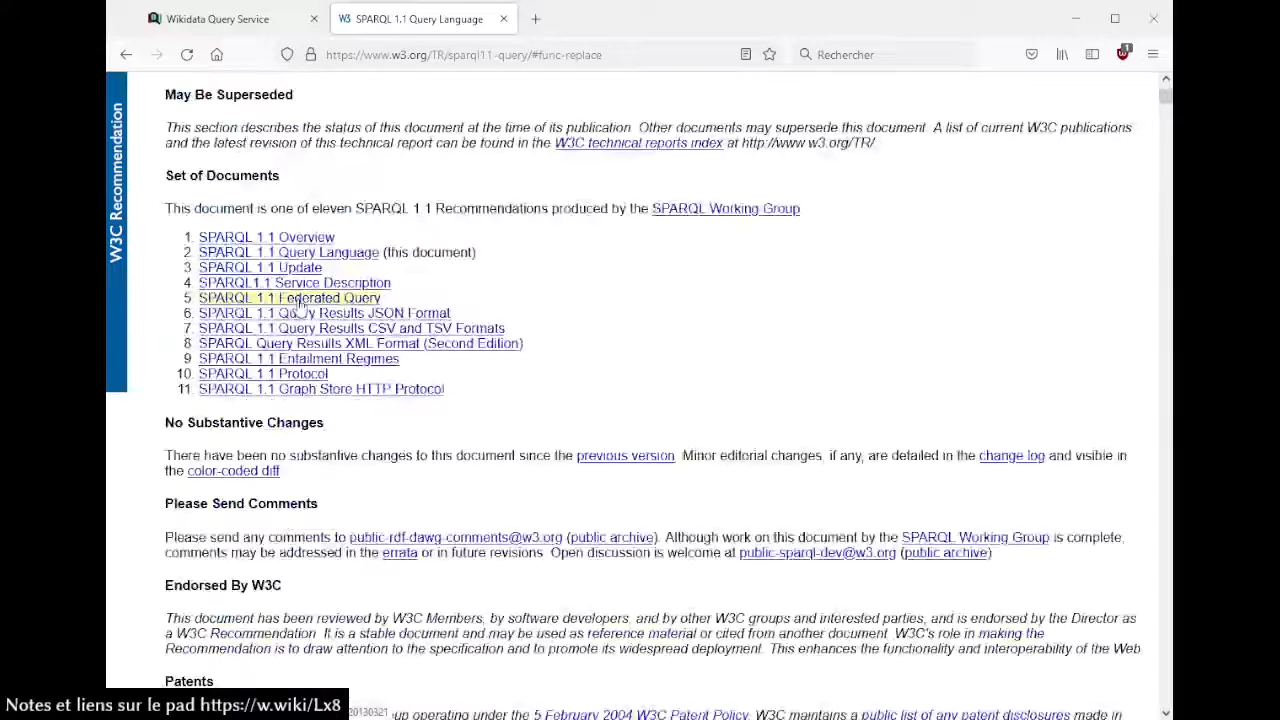 Wikidata Query Service
W3 SPARQL 1.1 Query Language
https://www.w3.org/TR/sparql11-query/#func-replace
Rechercher
1
W3C Recommendation
May Be Superseded
This section describes the status of this document at the time of its publication. Other documents may supersede this document. A list of current W3C publications
and the latest revision of this technical report can be found in the W3C technical reports index at http://www.w3.org/TR/.
Set of Documents
This document is one of eleven SPARQL 1.1 Recommendations produced by the SPARQL Working Group
1. SPARQL 1.1 Overview
2. SPARQL 1.1 Query Language (this document)
3. SPARQL 1.1 Update
4. SPARQL1.1 Service Description
5. SPARQL 1.1 Federated Query
6. SPARQL 1.1 Query Results JSON Format
7. SPARQL 1.1 Query Results CSV and TSV Formats
8. SPARQL Query Results XML Format (Second Edition)
9. SPARQL 1.1 Entailment Regimes
10. SPARQL 1.1 Protocol
11. SPARQL 1.1 Graph Store HTTP Protocol
No Substantive Changes
There have been no substantive changes to this document since the previous version. Minor editorial changes, if any, are detailed in the change log and visible in
the color-coded diff
Please Send Comments
Please send any comments to public-rdf-dawg-comments@w3.org (public archive). Although work on this document by the SPARQL Working Group is complete,
comments may be addressed in the errata or in future revisions. Open discussion is welcome at public-sparql-dev@w3.org (public archive)
Endorsed By W3C
This document has been reviewed by W3C Members, by software developers, and by other W3C groups and interested parties, and is endorsed by the Director as
a W3C Recommendation. It is a stable document and may be used as reference material or cited from another document. W3C's role in making the
Recommendation is to draw attention to the specification and to promote its widespread deployment. This enhances the functionality and interoperability of the Web.
Patents
Notes et liens sur le pad https://w.wiki/Lx8
20130321
up operating under the 5 February 2004 W3C Patent Policy. W3C maintains a public list of any patent disclosures made in